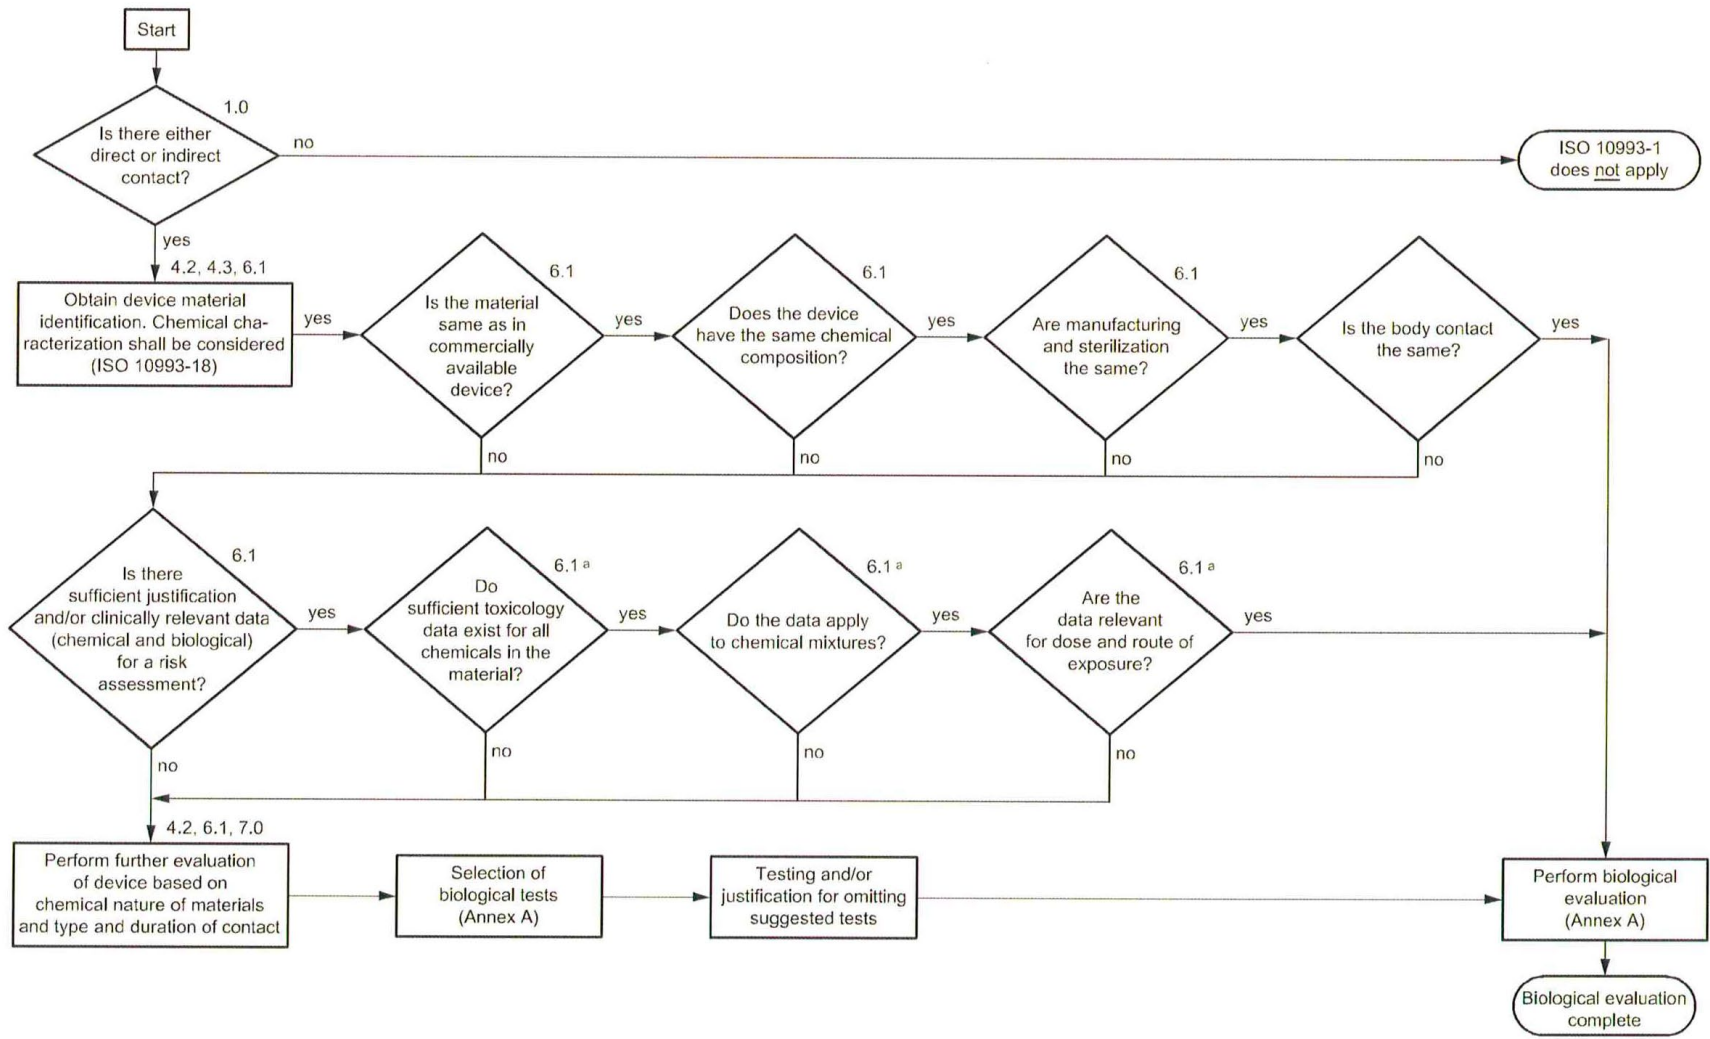 Start
1.0
Is there either
direct or indirect
contact?
no
ISO 10993-1
does not apply
yes
4.2, 4.3, 6.1
Obtain device material
identification. Chemical cha-
racterization shall be considered
(ISO 10993-18)
yes
6.1
Is the material
same as in
commercially
available
device?
yes
no
6.1
Does the device
have the same chemical
composition?
yes
no
6.1
Are manufacturing
and sterilization
the same?
yes
no
Is the body contact
the same?
yes
no
6.1
Is there
sufficient justification
and/or clinically relevant data
(chemical and biological)
for a risk
assessment?
yes
no
6.1 a
Do
sufficient toxicology
data exist for all
chemicals in the
material?
yes
no
6.1 a
Do the data apply
to chemical mixtures?
yes
no
6.1 a
Are the
data relevant
for dose and route of
exposure?
yes
no
4.2, 6.1, 7.0
Perform further evaluation
of device based on
chemical nature of materials
and type and duration of contact
Selection of
biological tests
(Annex A)
Testing and/or
justification for omitting
suggested tests
Perform biological
evaluation
(Annex A)
Biological evaluation
complete